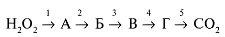 H₂O₂ —1→ А —2→ Б —3→ В —4→ Г —5→ CO₂